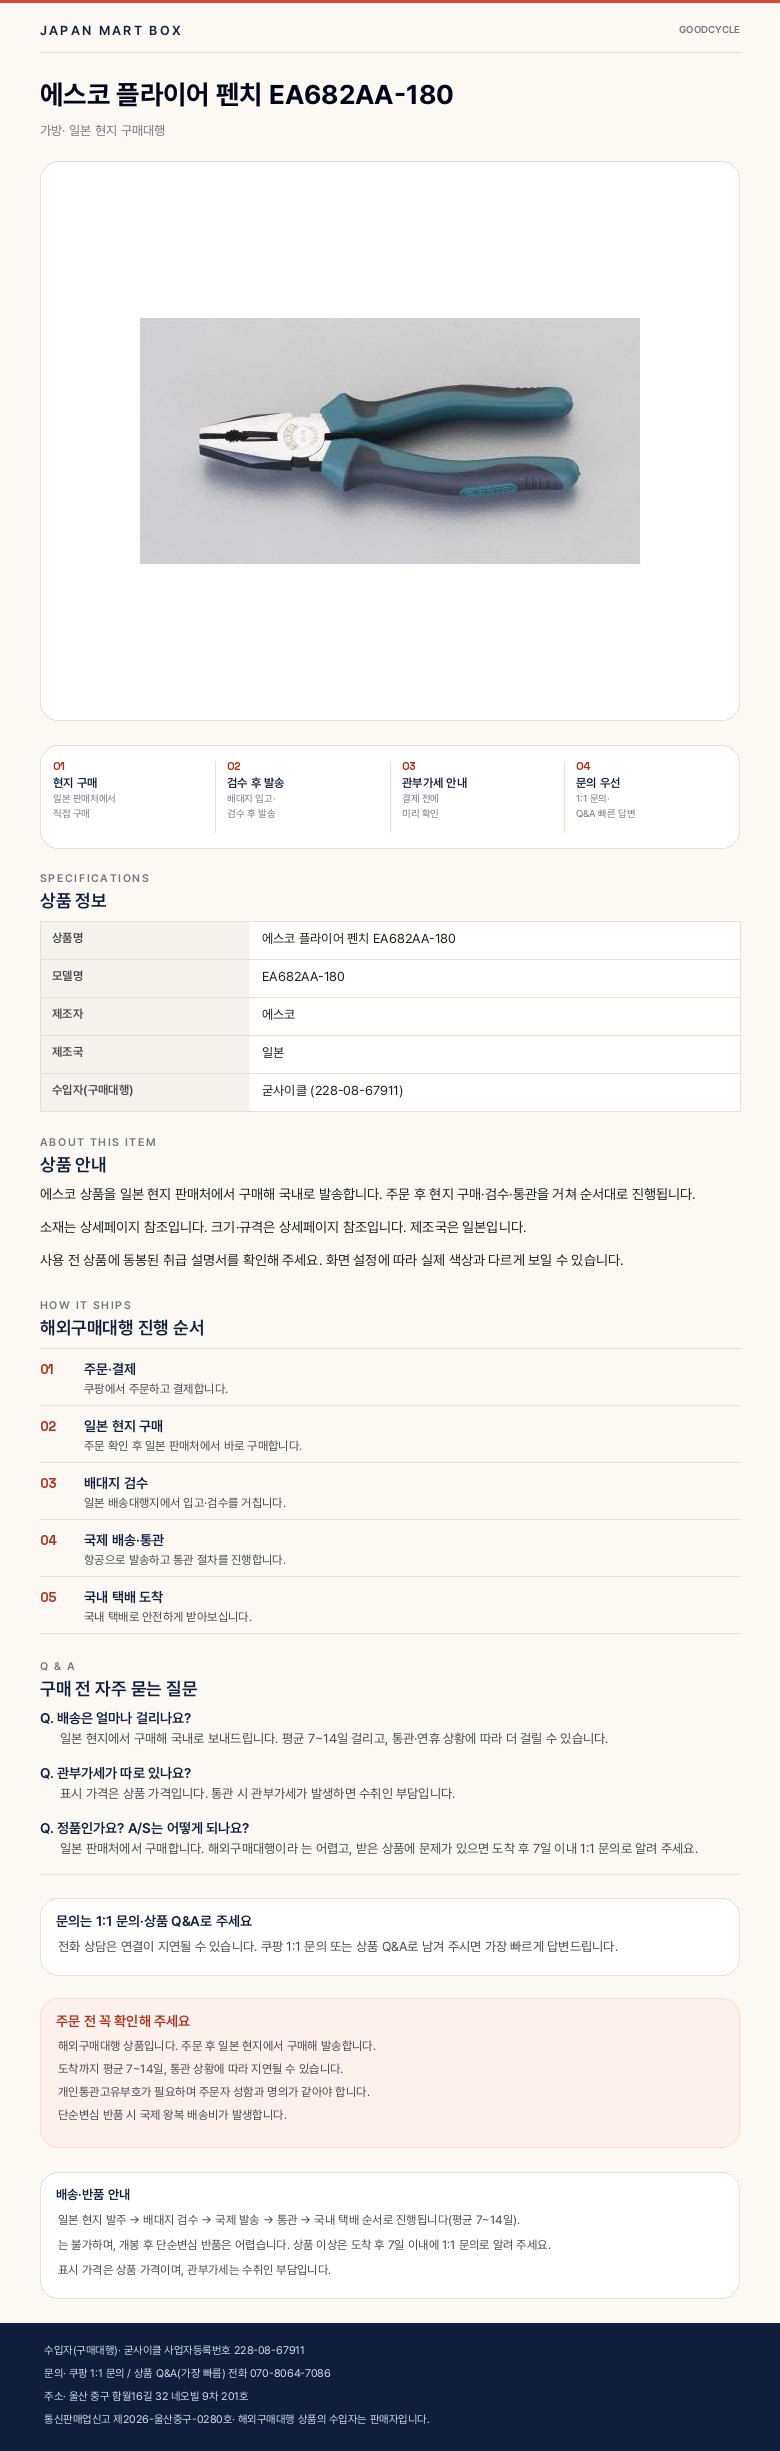 JAPAN MART BOX
GOODCYCLE
에스코 플라이어 펜치 EA682AA-180
가방· 일본 현지 구매대행
01
현지 구매
일본 판매처에서
직접 구매
02
검수 후 발송
배대지 입고·
검수 후 발송
03
관부가세 안내
결제 전에
미리 확인
04
문의 우선
1:1 문의·
Q&A 빠른 답변
SPECIFICATIONS
상품 정보
상품명 에스코 플라이어 펜치 EA682AA-180
모델명 EA682AA-180
제조자 에스코
제조국 일본
수입자(구매대행) 굳사이클 (228-08-67911)
ABOUT THIS ITEM
상품 안내
에스코 상품을 일본 현지 판매처에서 구매해 국내로 발송합니다. 주문 후 현지 구매·검수·통관을 거쳐 순서대로 진행됩니다.
소재는 상세페이지 참조입니다. 크기·규격은 상세페이지 참조입니다. 제조국은 일본입니다.
사용 전 상품에 동봉된 취급 설명서를 확인해 주세요. 화면 설정에 따라 실제 색상과 다르게 보일 수 있습니다.
HOW IT SHIPS
해외구매대행 진행 순서
01 주문·결제
쿠팡에서 주문하고 결제합니다.
02 일본 현지 구매
주문 확인 후 일본 판매처에서 바로 구매합니다.
03 배대지 검수
일본 배송대행지에서 입고·검수를 거칩니다.
04 국제 배송·통관
항공으로 발송하고 통관 절차를 진행합니다.
05 국내 택배 도착
국내 택배로 안전하게 받아보십니다.
Q & A
구매 전 자주 묻는 질문
Q. 배송은 얼마나 걸리나요?
일본 현지에서 구매해 국내로 보내드립니다. 평균 7~14일 걸리고, 통관·연휴 상황에 따라 더 걸릴 수 있습니다.
Q. 관부가세가 따로 있나요?
표시 가격은 상품 가격입니다. 통관 시 관부가세가 발생하면 수취인 부담입니다.
Q. 정품인가요? A/S는 어떻게 되나요?
일본 판매처에서 구매합니다. 해외구매대행이라 는 어렵고, 받은 상품에 문제가 있으면 도착 후 7일 이내 1:1 문의로 알려 주세요.
문의는 1:1 문의·상품 Q&A로 주세요
전화 상담은 연결이 지연될 수 있습니다. 쿠팡 1:1 문의 또는 상품 Q&A로 남겨 주시면 가장 빠르게 답변드립니다.
주문 전 꼭 확인해 주세요
해외구매대행 상품입니다. 주문 후 일본 현지에서 구매해 발송합니다.
도착까지 평균 7~14일, 통관 상황에 따라 지연될 수 있습니다.
개인통관고유부호가 필요하며 주문자 성함과 명의가 같아야 합니다.
단순변심 반품 시 국제 왕복 배송비가 발생합니다.
배송·반품 안내
일본 현지 발주 → 배대지 검수 → 국제 발송 → 통관 → 국내 택배 순서로 진행됩니다(평균 7~14일).
는 불가하며, 개봉 후 단순변심 반품은 어렵습니다. 상품 이상은 도착 후 7일 이내에 1:1 문의로 알려 주세요.
표시 가격은 상품 가격이며, 관부가세는 수취인 부담입니다.
수입자(구매대행)· 굳사이클 사업자등록번호 228-08-67911
문의· 쿠팡 1:1 문의 / 상품 Q&A(가장 빠름) 전화 070-8064-7086
주소· 울산 중구 함월16길 32 네오빌 9차 201호
통신판매업신고 제2026-울산중구-0280호· 해외구매대행 상품의 수입자는 판매자입니다.